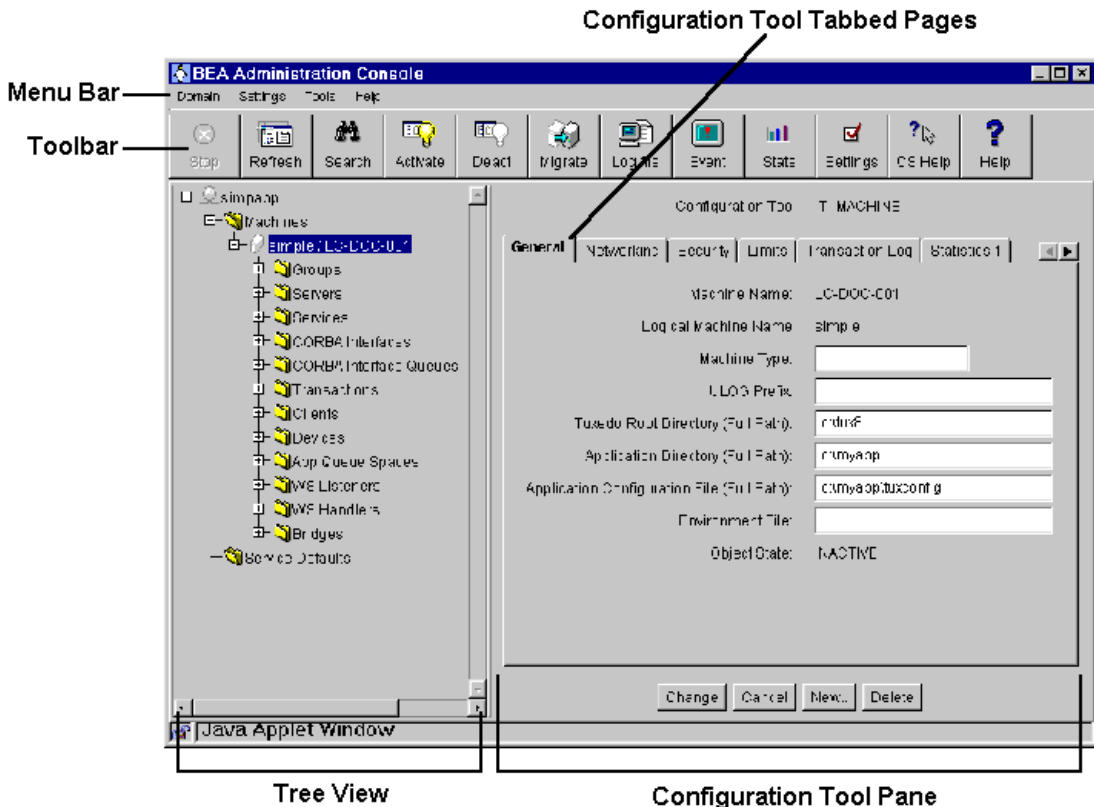 Configuration Tool Tabbed Pages
BEA Administration Console
Menu Bar
Domain Settings Tools Help
Toolbar
Stop Refresh Search Activate Deact Migrate Logfile Event Stats Settings CS Help Help
simpapp
Machines
simple / LC-DOC-001
Groups
Servers
Services
CORBA Interfaces
CORBA Interface Queues
Transactions
Clients
Devices
App Queue Spaces
WS Listeners
WS Handlers
Bridges
Service Defaults
Configuration Tool T_MACHINE
General Networking Security Limits Transaction Log Statistics 1
Machine Name: LC-DOC-001
Logical Machine Name simple
Machine Type:
ULOG Prefix
Tuxedo Root Directory (Full Path):
Application Directory (Full Path): c:\myapp
Application Configuration File (Full Path): c:\myapp\tuxconfig
Environment File:
Object State: INACTIVE
Change Cancel New... Delete
Java Applet Window
Tree View
Configuration Tool Pane